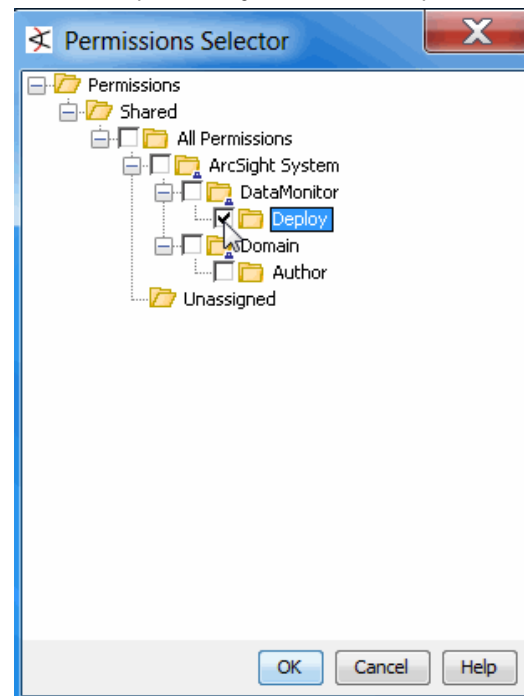 Permissions Selector
Permissions
Shared
All Permissions
ArcSight System
DataMonitor
Deploy
Domain
Author
Unassigned
OK Cancel Help